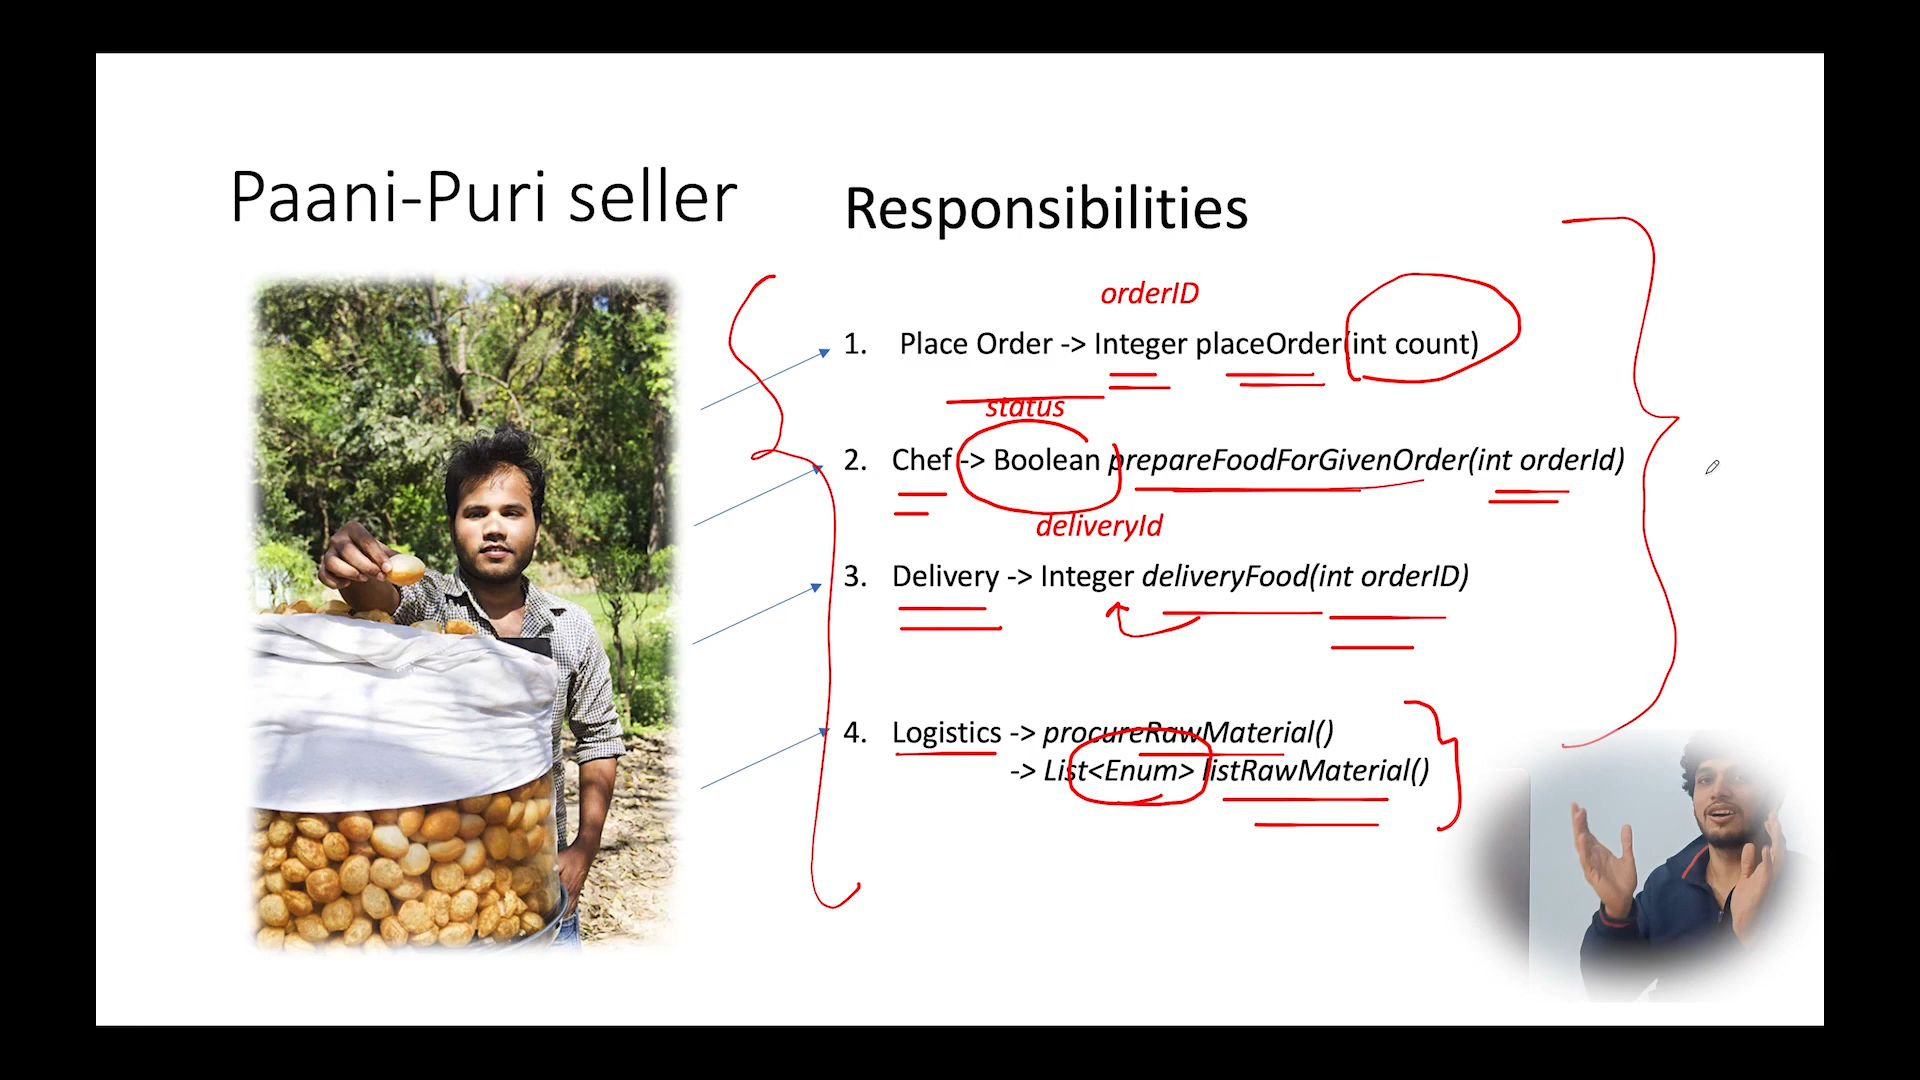 Paani-Puri seller
Responsibilities
orderID
1. Place Order -> Integer placeOrder(int count)
status
2. Chef -> Boolean prepareFoodForGivenOrder(int orderId)
deliveryId
3. Delivery -> Integer deliveryFood(int orderID)
4. Logistics -> procureRawMaterial()
-> List<Enum> listRawMaterial()